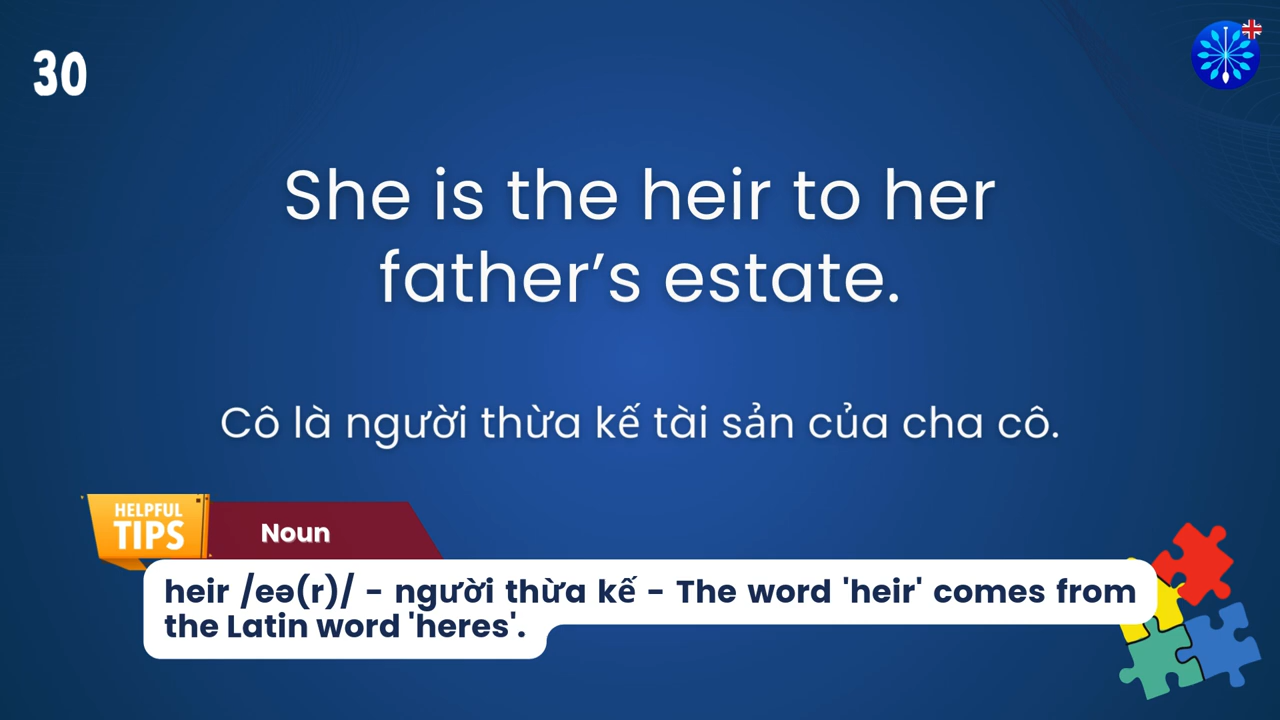 30
She is the heir to her
father’s estate.
Cô là người thừa kế tài sản của cha cô.
HELPFUL
TIPS
Noun
heir /eə(r)/ - người thừa kế - The word 'heir' comes from
the Latin word 'heres'.